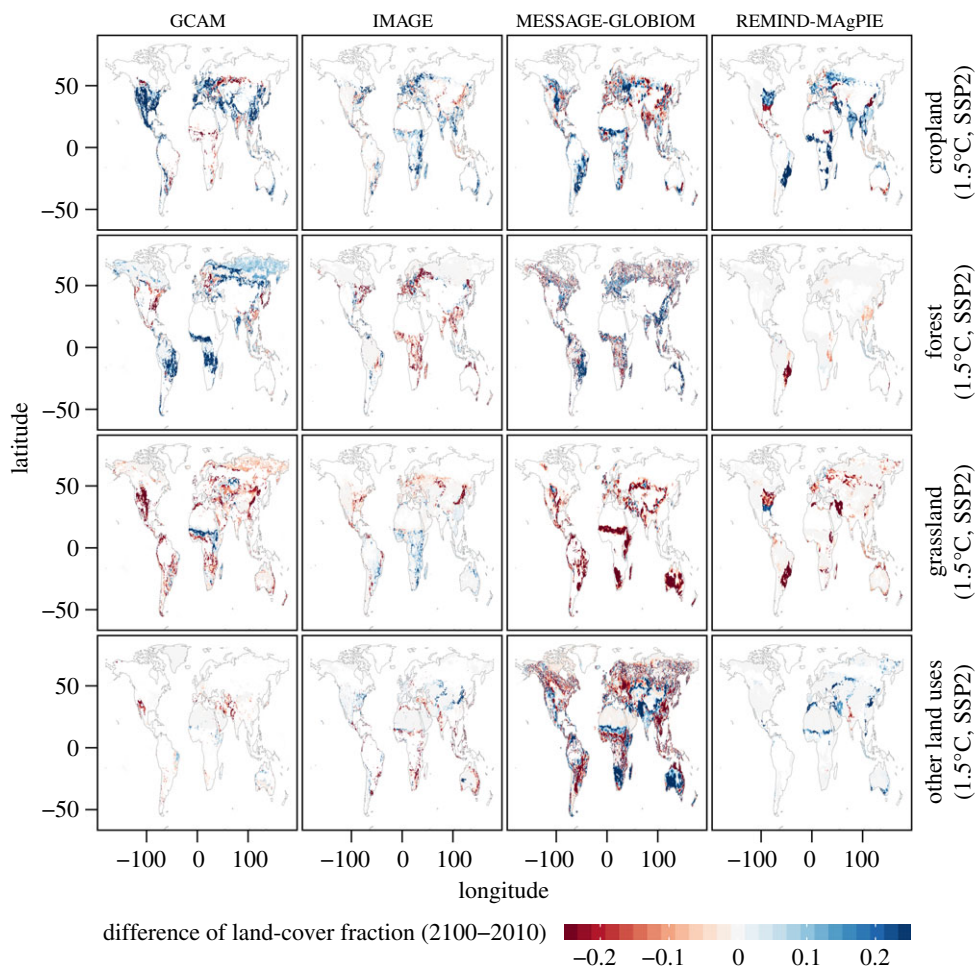 GCAM IMAGE MESSAGE-GLOBIOM REMIND-MAgPIE
50
0
−50
cropland
(1.5°C, SSP2)
50
0
−50
forest
(1.5°C, SSP2)
50
0
−50
grassland
(1.5°C, SSP2)
50
0
−50
other land uses
(1.5°C, SSP2)
latitude
−100 0 100 −100 0 100 −100 0 100 −100 0 100
longitude
difference of land-cover fraction (2100–2010)
−0.2 −0.1 0 0.1 0.2